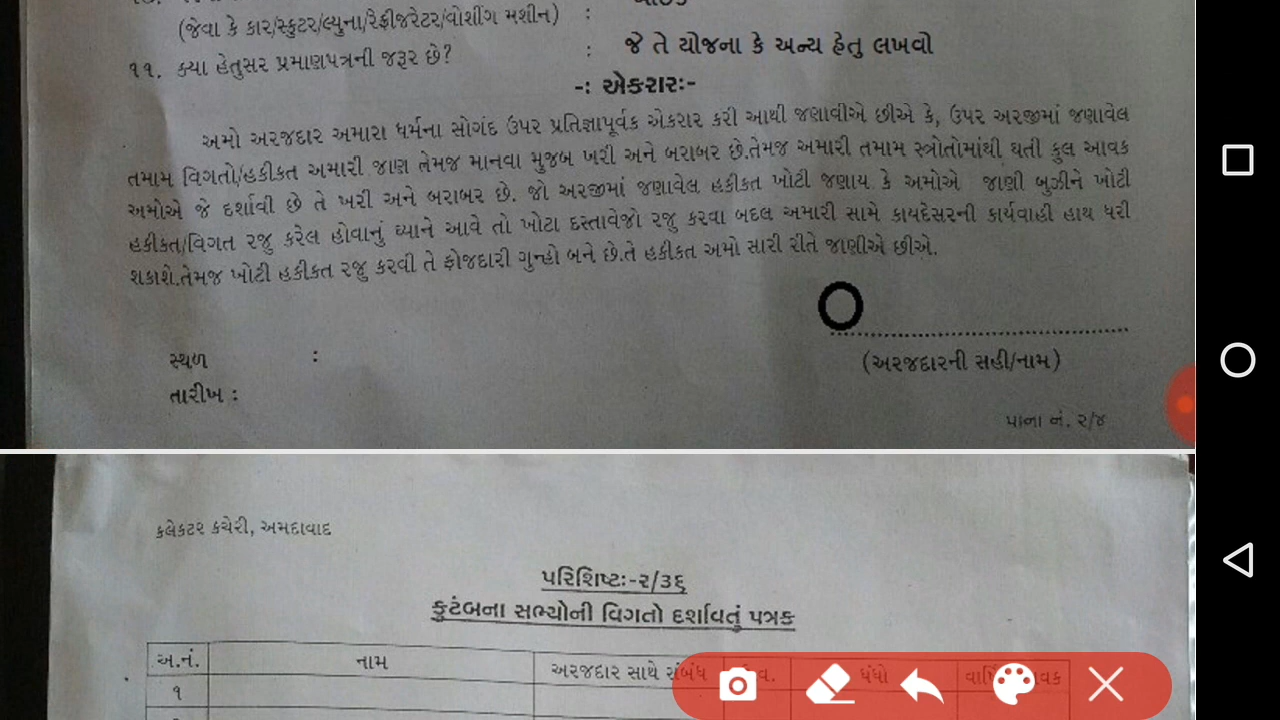 (જેવા કે કાર/સ્કુટર/લ્યુના/રેફ્રીજરેટર/વોશીંગ મશીન) :
૧૧. ક્યા હેતુસર પ્રમાણપત્રની જરૂર છે? : જે તે યોજના કે અન્ય હેતુ લખવો
-: એકરારઃ-
અમો અરજદાર અમારા ધર્મના સોગંદ ઉપર પ્રતિજ્ઞાપૂર્વક એકરાર કરી આથી જણાવીએ છીએ કે, ઉપર અરજીમાં જણાવેલ
તમામ વિગતો/હકીકત અમારી જાણ તેમજ માનવા મુજબ ખરી અને બરાબર છે.તેમજ અમારી તમામ સ્ત્રોતોમાંથી થતી કુલ આવક
અમોએ જે દર્શાવી છે તે ખરી અને બરાબર છે. જો અરજીમાં જણાવેલ હકીકત ખોટી જણાય કે અમોએ જાણી બુઝીને ખોટી
હકીકત/વિગત રજુ કરેલ હોવાનું ધ્યાને આવે તો ખોટા દસ્તાવેજો રજુ કરવા બદલ અમારી સામે કાયદેસરની કાર્યવાહી હાથ ધરી
શકાશે.તેમજ ખોટી હકીકત રજુ કરવી તે ફોજદારી ગુન્હો બને છે.તે હકીકત અમો સારી રીતે જાણીએ છીએ.
સ્થળ :
(અરજદારની સહી/નામ)
તારીખ :
પાના નં. ૨/૪
કલેકટર કચેરી, અમદાવાદ
પરિશિષ્ટઃ-૨/૩૬
કુટંબના સભ્યોની વિગતો દર્શાવતું પત્રક
અ.નં. નામ અરજદાર સાથે સંબંધ ધંધો
૧